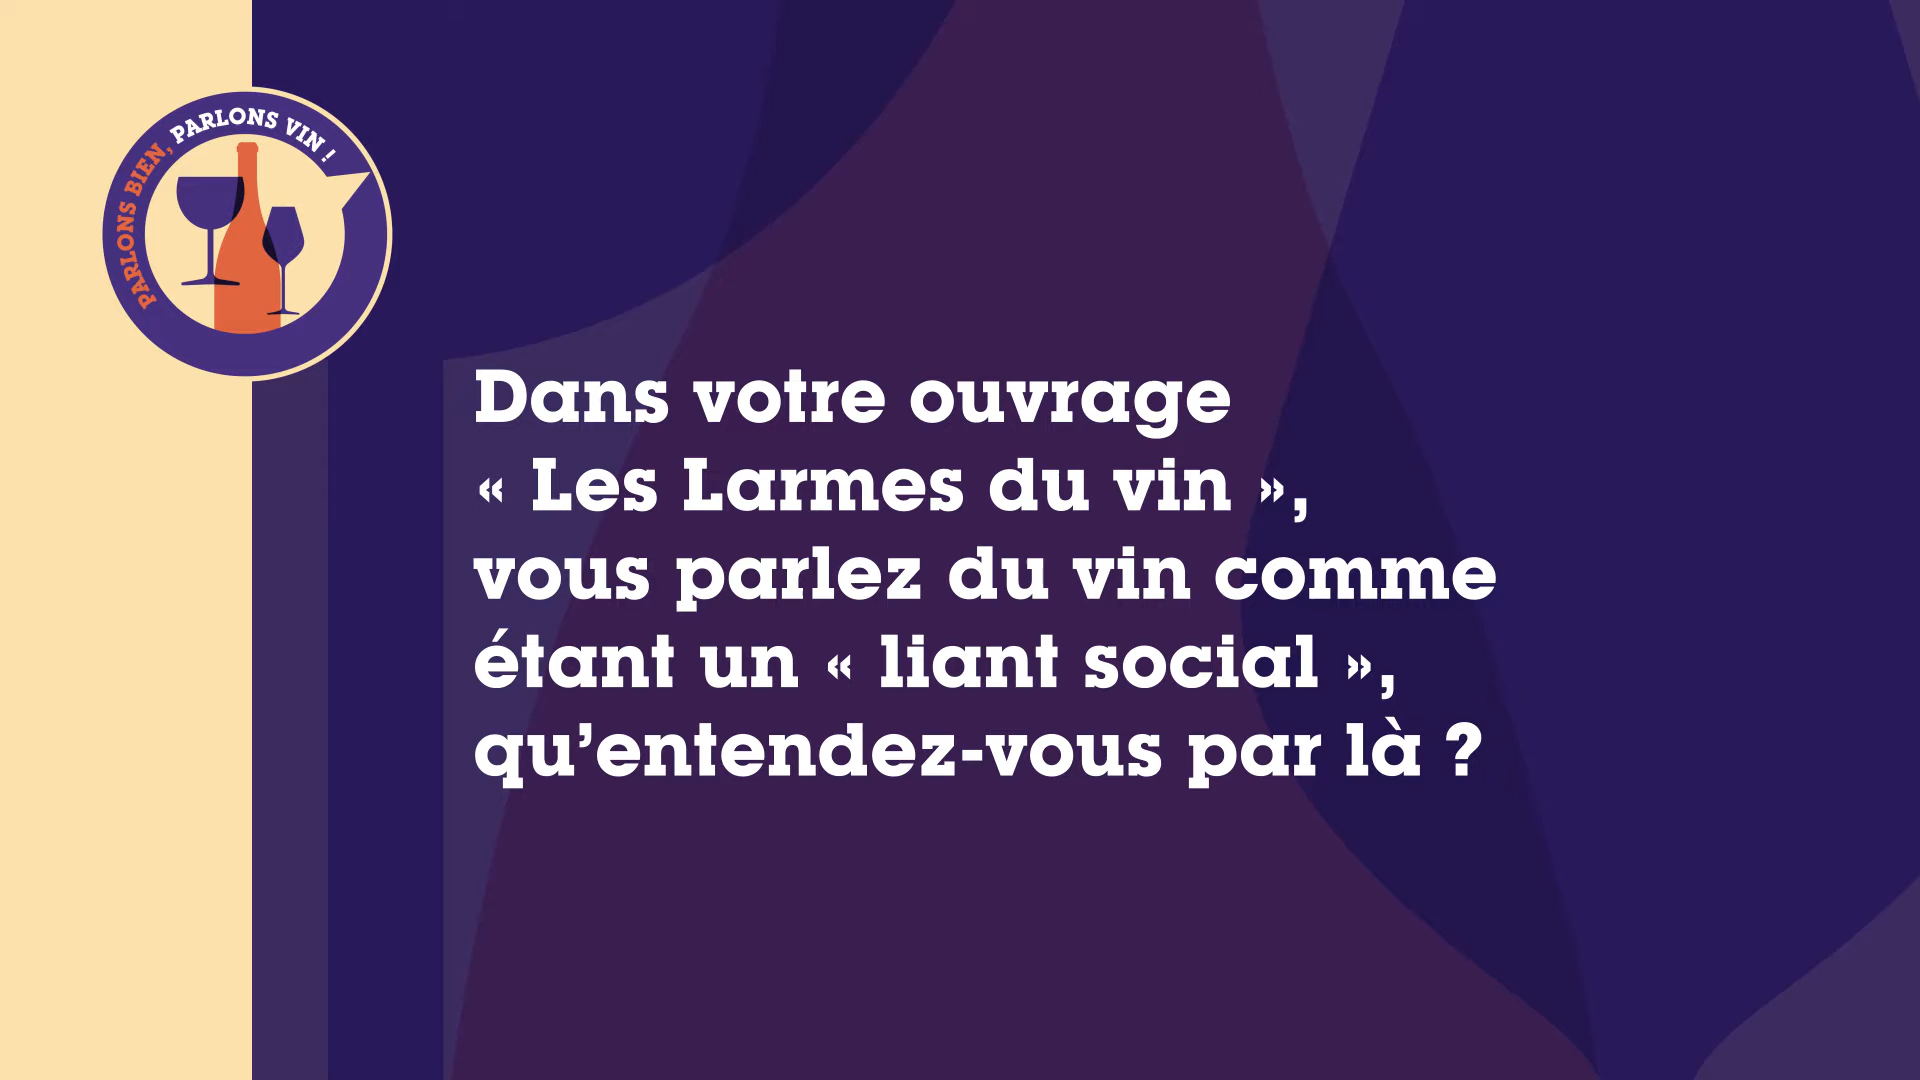 PARLONS BIEN, PARLONS VIN !
Dans votre ouvrage
« Les Larmes du vin »,
vous parlez du vin comme
étant un « liant social »,
qu’entendez-vous par là ?